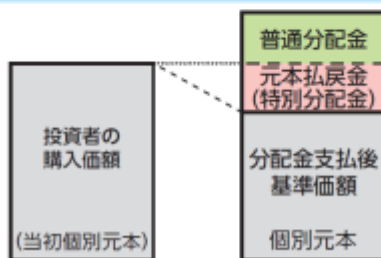 普通分配金
元本払戻金
(特別分配金)
投資者の
購入価額
(当初個別元本)
分配金支払後
基準価額
個別元本